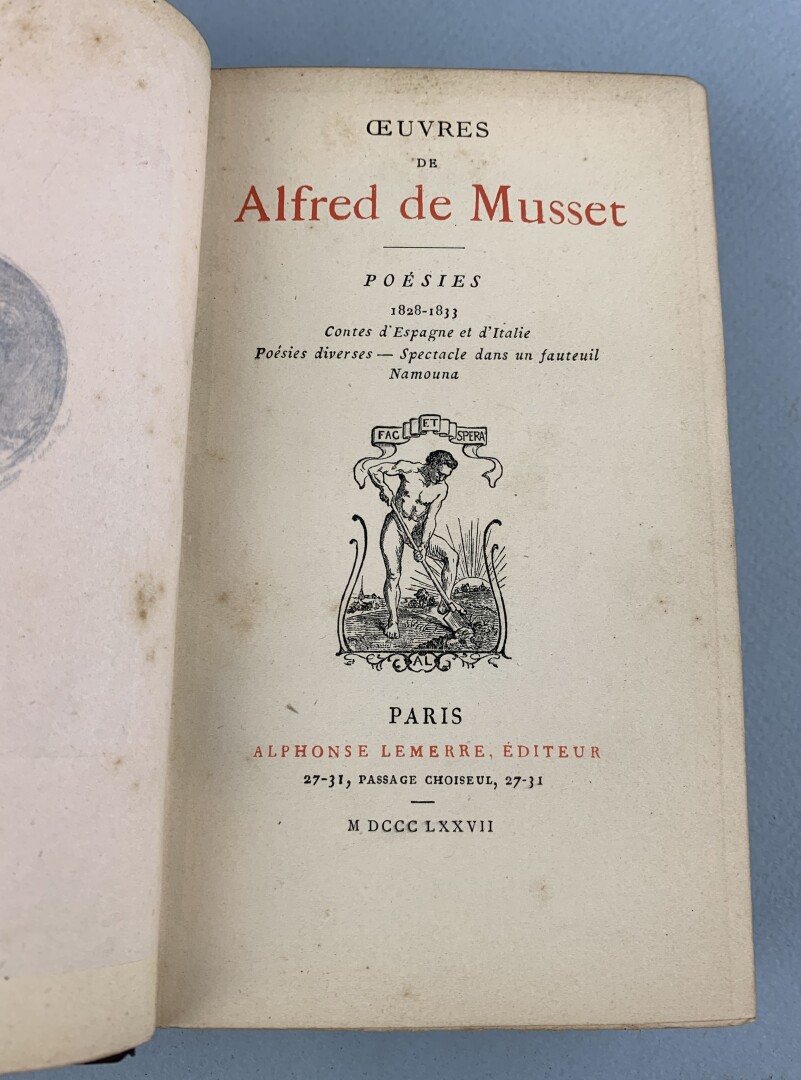 ŒUVRES
DE
Alfred de Musset
POÉSIES
1828-1833
Contes d'Espagne et d'Italie
Poésies diverses — Spectacle dans un fauteuil
Namouna
FAC ET SPERA
AL
PARIS
ALPHONSE LEMERRE, ÉDITEUR
27-31, PASSAGE CHOISEUL, 27-31
M DCCC LXXVII